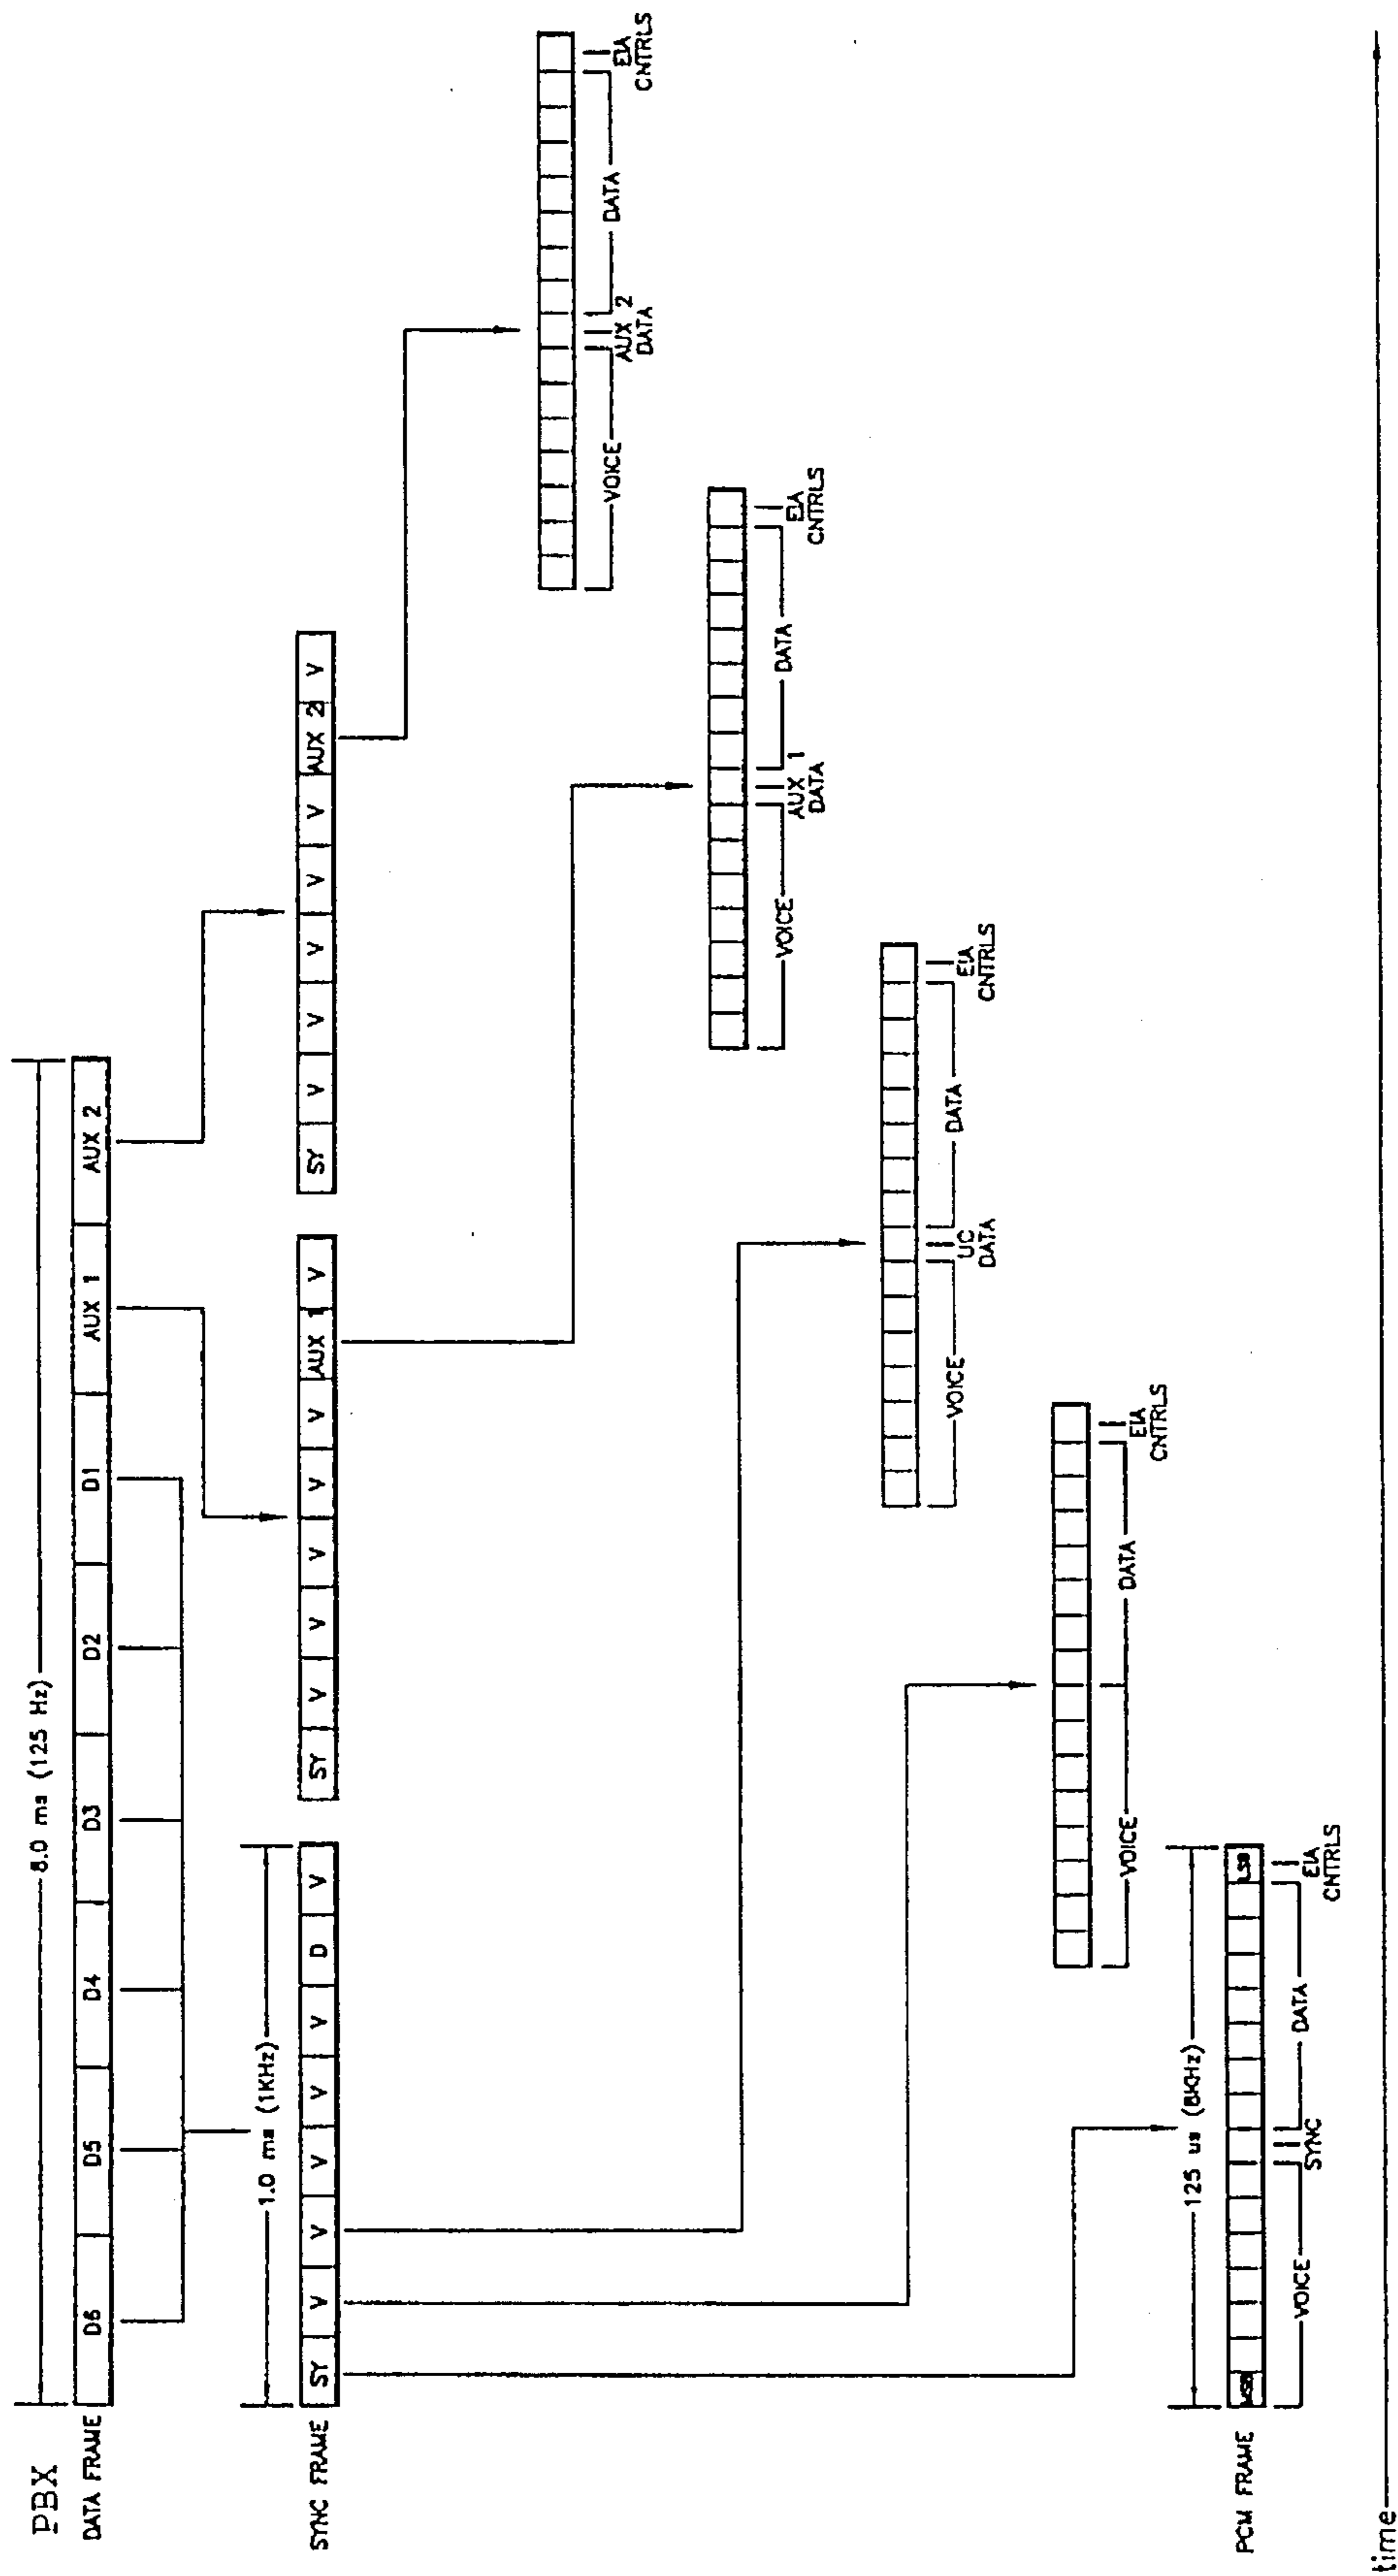 PBX
8.0 ms (125 Hz)
DATA FRAME
D6 D5 D4 D3 D2 D1 AUX 1 AUX 2
1.0 ms (1KHz)
SYNC FRAME
SY V V V V V D V
SY V V V V V AUX 1 V
SY V V V V V AUX 2 V
VOICE AUX 2 DATA DATA EIA CNTRLS
VOICE AUX 1 DATA DATA EIA CNTRLS
VOICE UC DATA DATA EIA CNTRLS
VOICE DATA EIA CNTRLS
125 us (8KHz)
PCM FRAME
MSB LSB
VOICE SYNC DATA EIA CNTRLS
time